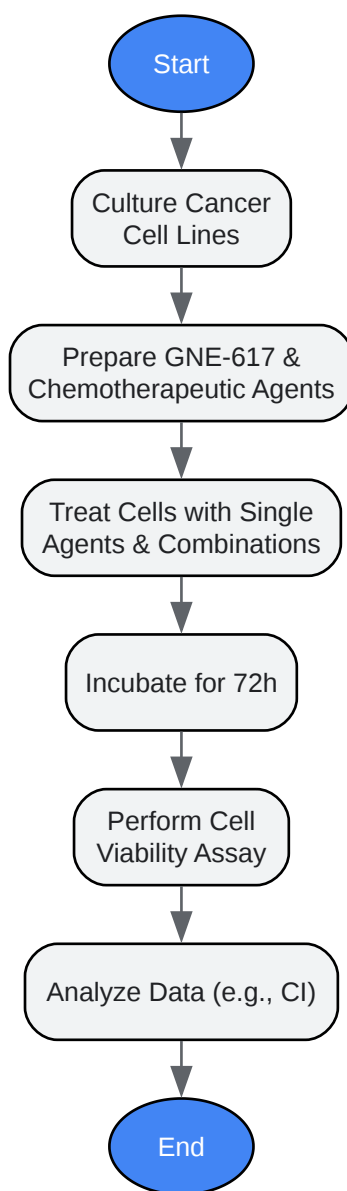 Start
Culture Cancer
Cell Lines
Prepare GNE-617 &
Chemotherapeutic Agents
Treat Cells with Single
Agents & Combinations
Incubate for 72h
Perform Cell
Viability Assay
Analyze Data (e.g., CI)
End